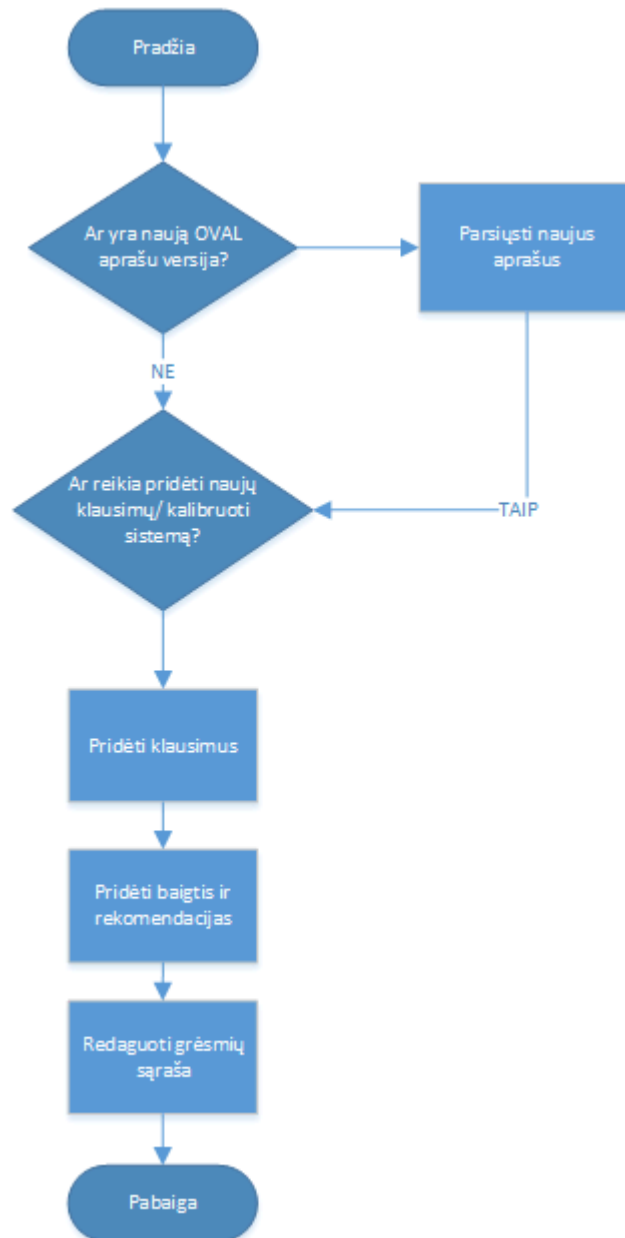 Pradžia
Ar yra naują OVAL
aprašu versija?
Parsiųsti naujus
aprašus
NE
Ar reikia pridėti naujų
klausimų/ kalibruoti
sistemą?
TAIP
Pridėti klausimus
Pridėti baigtis ir
rekomendacijas
Redaguoti grėsmių
sąraša
Pabaiga